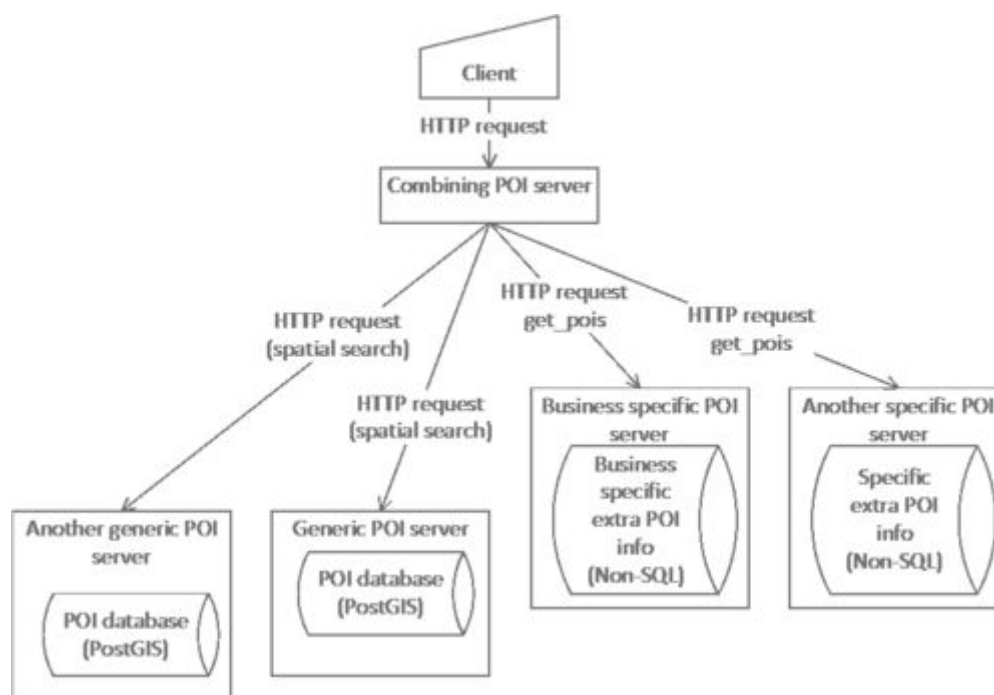 Client
HTTP request
Combining POI server
HTTP request
get_pois
HTTP request
(spatial search)
HTTP request
get_pois
HTTP request
(spatial search)
Business specific POI
server
Business
specific
extra POI
info
(Non-SQL)
Another specific POI
server
Specific
extra POI
info
(Non-SQL)
Another generic POI
server
POI database
(PostGIS)
Generic POI server
POI database
(PostGIS)